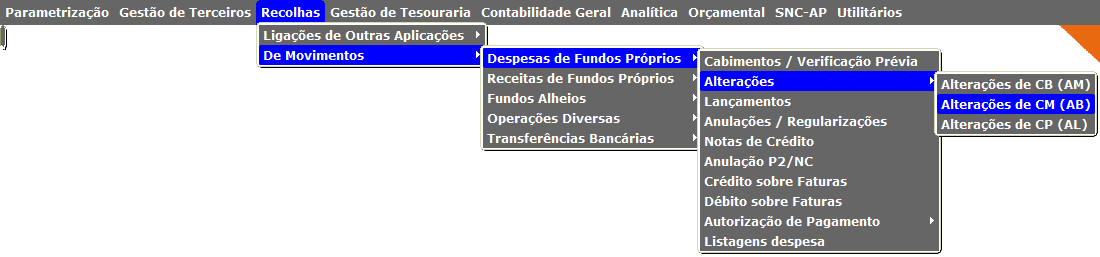 Parametrização Gestão de Terceiros Recolhas Gestão de Tesouraria Contabilidade Geral Analítica Orçamental SNC-AP Utilitários
Ligações de Outras Aplicações
De Movimentos
Despesas de Fundos Próprios
Receitas de Fundos Próprios
Fundos Alheios
Operações Diversas
Transferências Bancárias
Cabimentos / Verificação Prévia
Alterações
Lançamentos
Anulações / Regularizações
Notas de Crédito
Anulação P2/NC
Crédito sobre Faturas
Débito sobre Faturas
Autorização de Pagamento
Listagens despesa
Alterações de CB (AM)
Alterações de CM (AB)
Alterações de CP (AL)